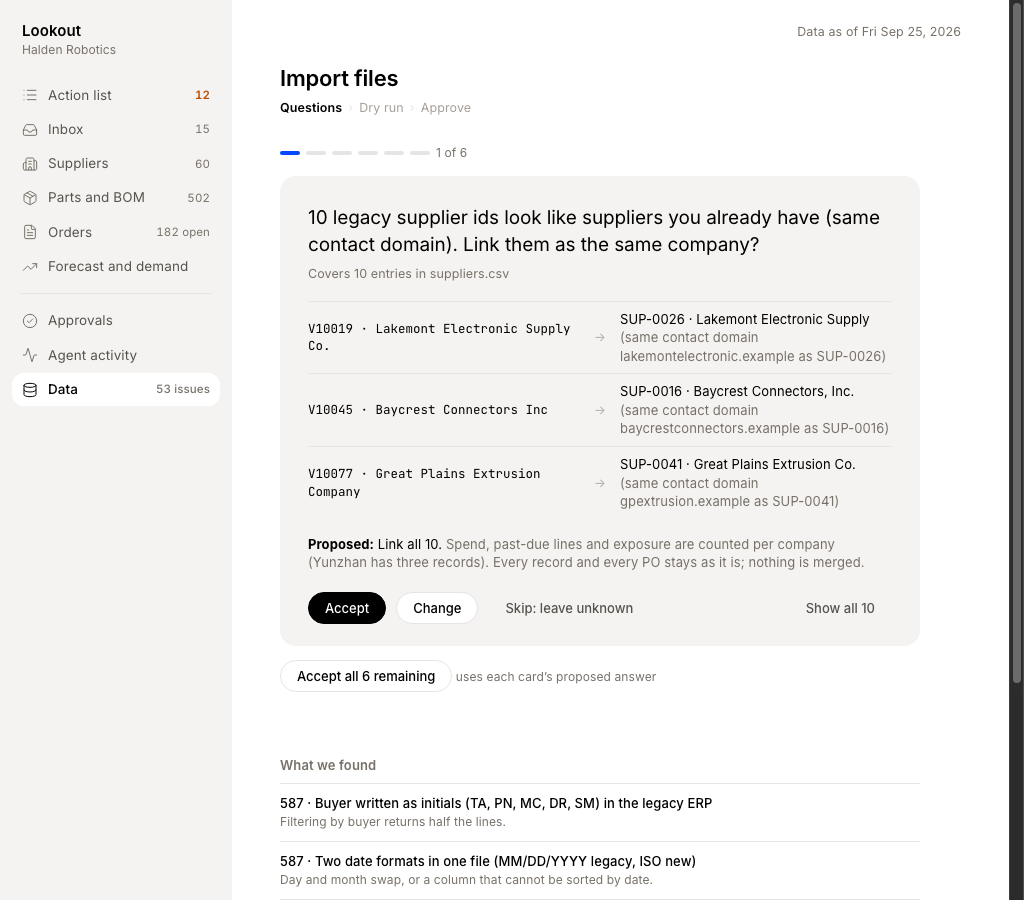 Lookout
Halden Robotics
Action list 12
Inbox 15
Suppliers 60
Parts and BOM 502
Orders 182 open
Forecast and demand
Approvals
Agent activity
Data 53 issues
Data as of Fri Sep 25, 2026
Import files
Questions › Dry run › Approve
1 of 6
10 legacy supplier ids look like suppliers you already have (same
contact domain). Link them as the same company?
Covers 10 entries in suppliers.csv
V10019 · Lakemont Electronic Supply
Co.
→
SUP-0026 · Lakemont Electronic Supply
(same contact domain
lakemontelectronic.example as SUP-0026)
V10045 · Baycrest Connectors Inc
→
SUP-0016 · Baycrest Connectors, Inc.
(same contact domain
baycrestconnectors.example as SUP-0016)
V10077 · Great Plains Extrusion
Company
→
SUP-0041 · Great Plains Extrusion Co.
(same contact domain
gpextrusion.example as SUP-0041)
Proposed: Link all 10. Spend, past-due lines and exposure are counted per company
(Yunzhan has three records). Every record and every PO stays as it is; nothing is merged.
Accept Change Skip: leave unknown Show all 10
Accept all 6 remaining uses each card’s proposed answer
What we found
587 · Buyer written as initials (TA, PN, MC, DR, SM) in the legacy ERP
Filtering by buyer returns half the lines.
587 · Two date formats in one file (MM/DD/YYYY legacy, ISO new)
Day and month swap, or a column that cannot be sorted by date.